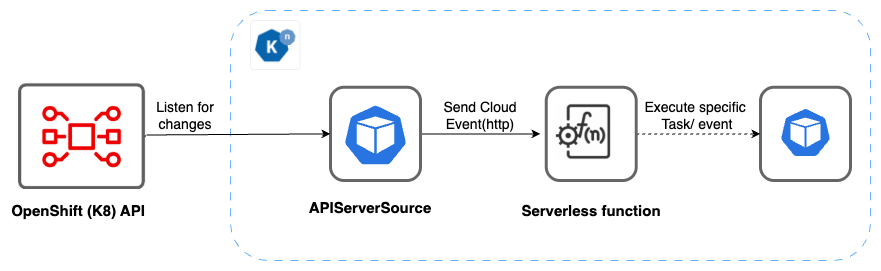 K n
Listen for
changes
Send Cloud
Event(http)
Execute specific
Task/ event
f(n)
OpenShift (K8) API
APIServerSource
Serverless function